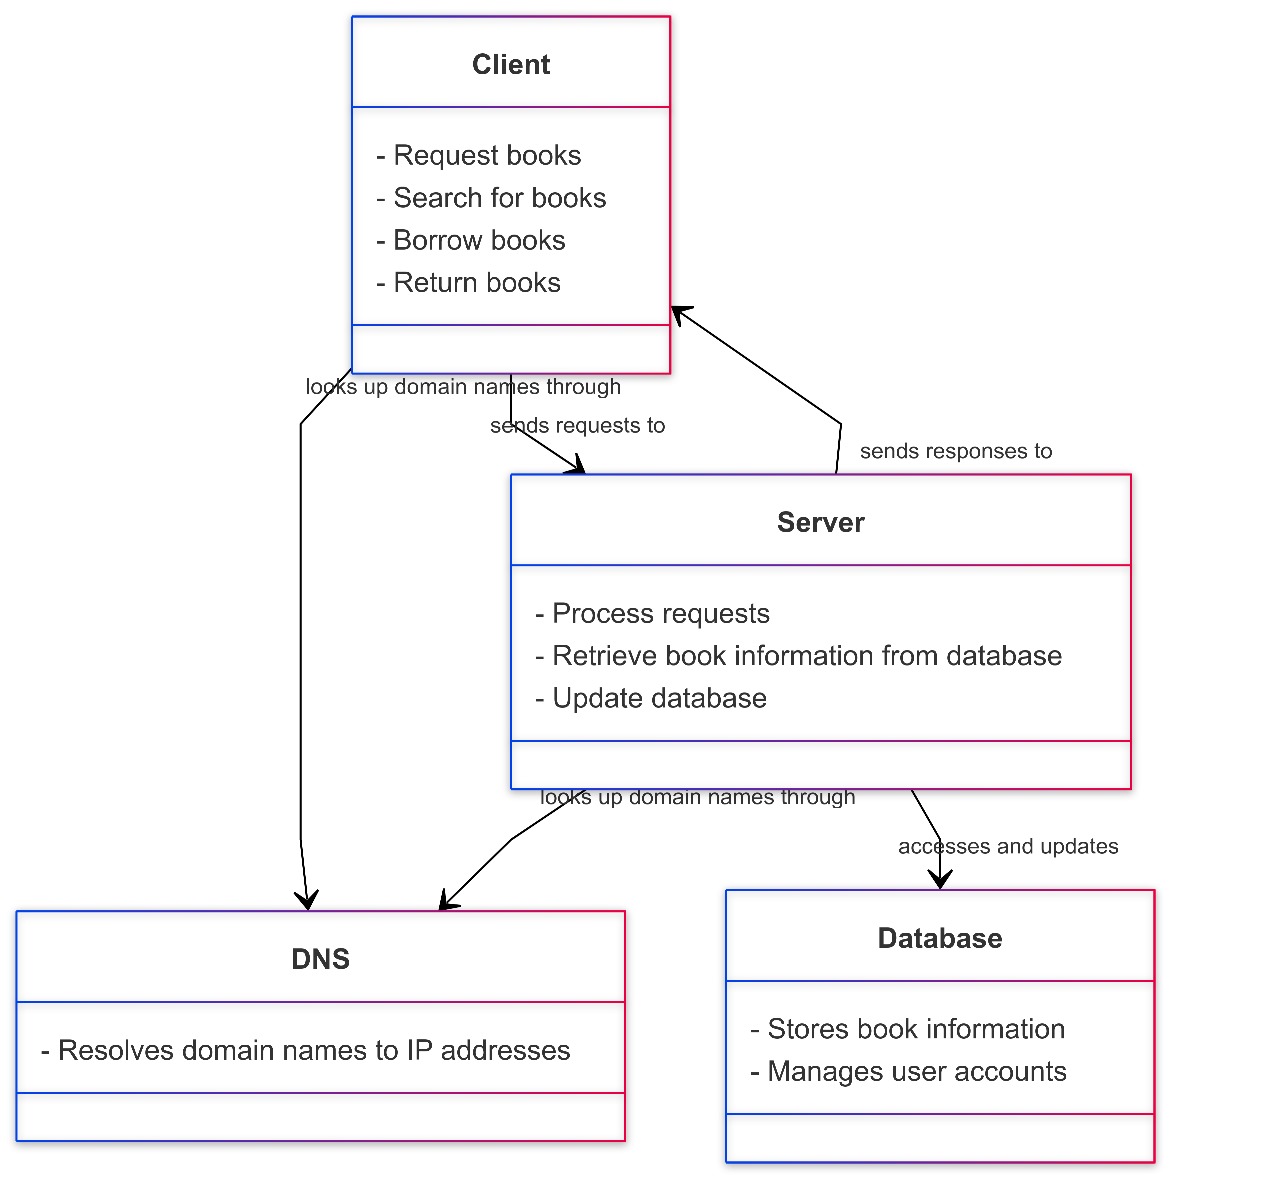 Client
- Request books
- Search for books
- Borrow books
- Return books
looks up domain names through
sends requests to
sends responses to
Server
- Process requests
- Retrieve book information from database
- Update database
looks up domain names through
accesses and updates
DNS
- Resolves domain names to IP addresses
Database
- Stores book information
- Manages user accounts